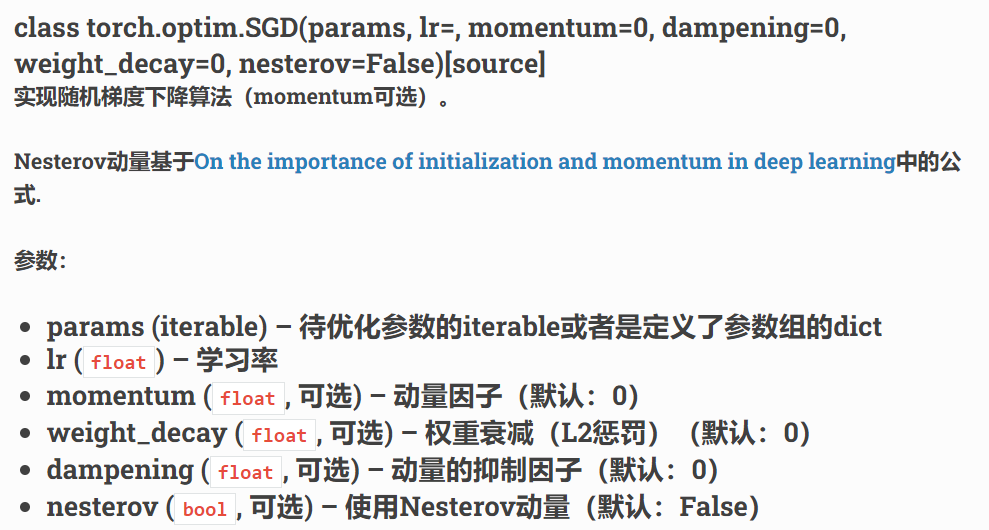 class torch.optim.SGD(params, lr=, momentum=0, dampening=0,
weight_decay=0, nesterov=False)[source]
实现随机梯度下降算法（momentum可选）。
Nesterov动量基于On the importance of initialization and momentum in deep learning中的公
式.
参数：
• params (iterable) – 待优化参数的iterable或者是定义了参数组的dict
• lr (float) – 学习率
• momentum (float, 可选) – 动量因子（默认：0）
• weight_decay (float, 可选) – 权重衰减（L2惩罚）（默认：0）
• dampening (float, 可选) – 动量的抑制因子（默认：0）
• nesterov (bool, 可选) – 使用Nesterov动量（默认：False）